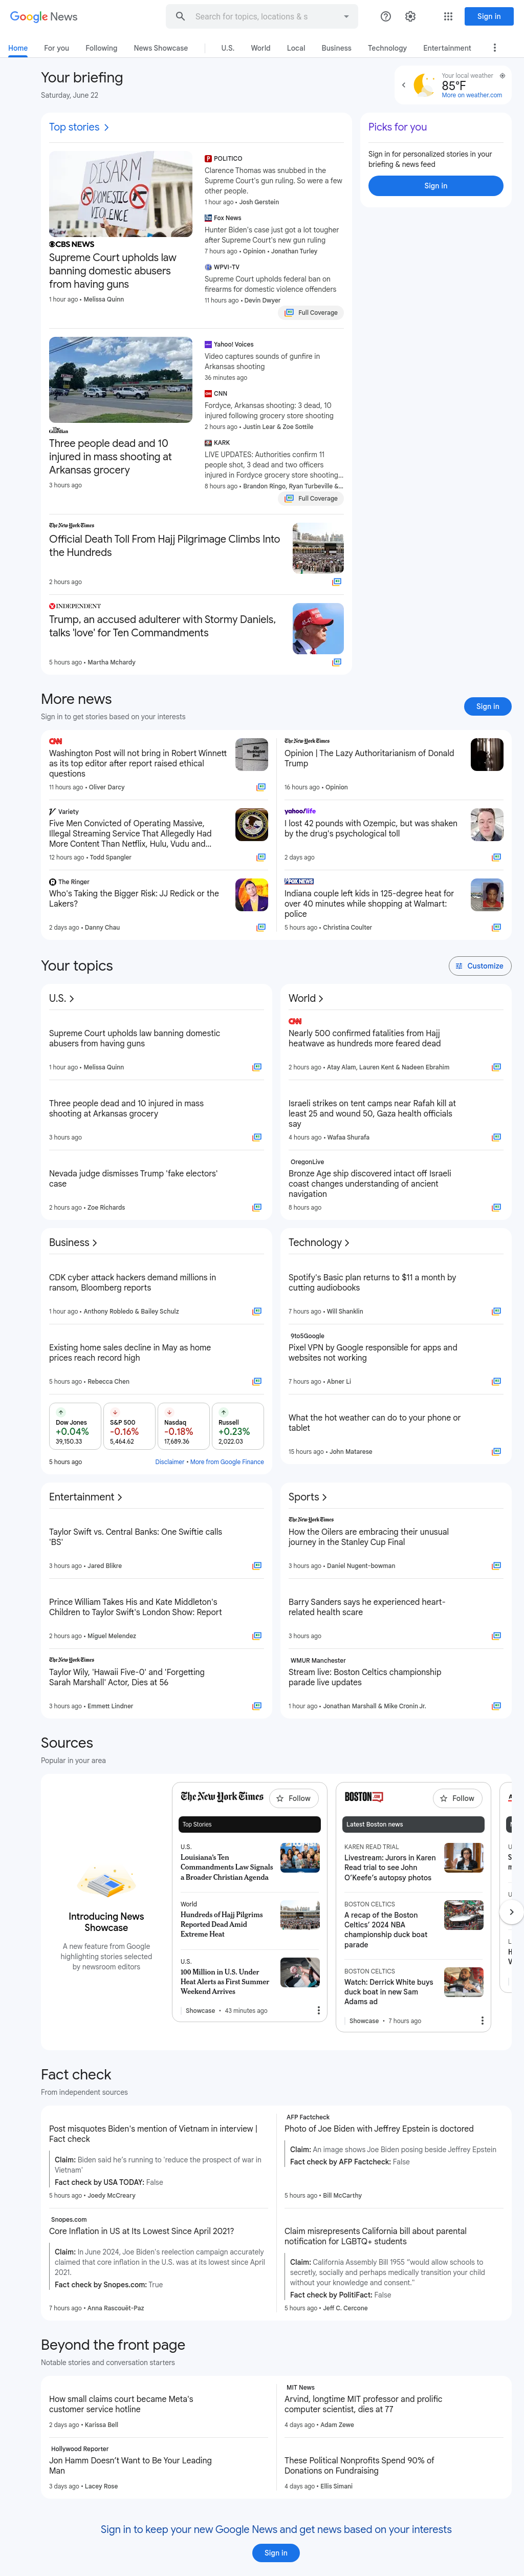 Google News
Search for topics, locations & s
Sign in
Home
For you
Following
News Showcase
U.S.
World
Local
Business
Technology
Entertainment
Your briefing
Saturday, June 22
Your local weather
85°F
More on weather.com
Top stories
Picks for you
Sign in for personalized stories in your
briefing & news feed
Sign in
DISARM
DOMESTIC
VIOLENCE
CBS NEWS
Supreme Court upholds law
banning domestic abusers
from having guns
1 hour ago • Melissa Quinn
POLITICO
Clarence Thomas was snubbed in the
Supreme Court's gun ruling. So were a few
other people.
1 hour ago • Josh Gerstein
Fox News
Hunter Biden's case just got a lot tougher
after Supreme Court's new gun ruling
7 hours ago • Opinion • Jonathan Turley
WPVI-TV
Supreme Court upholds federal ban on
firearms for domestic violence offenders
11 hours ago • Devin Dwyer
Full Coverage
The Guardian
Three people dead and 10
injured in mass shooting at
Arkansas grocery
3 hours ago
Yahoo! Voices
Video captures sounds of gunfire in
Arkansas shooting
36 minutes ago
CNN
Fordyce, Arkansas shooting: 3 dead, 10
injured following grocery store shooting
2 hours ago • Justin Lear & Zoe Sottile
KARK
LIVE UPDATES: Authorities confirm 11
people shot, 3 dead and two officers
injured in Fordyce grocery store shooting...
8 hours ago • Brandon Ringo, Ryan Turbeville &...
Full Coverage
The New York Times
Official Death Toll From Hajj Pilgrimage Climbs Into
the Hundreds
2 hours ago
INDEPENDENT
Trump, an accused adulterer with Stormy Daniels,
talks 'love' for Ten Commandments
5 hours ago • Martha Mchardy
More news
Sign in to get stories based on your interests
Sign in
CNN
Washington Post will not bring in Robert Winnett
as its top editor after report raised ethical
questions
11 hours ago • Oliver Darcy
The New York Times
Opinion | The Lazy Authoritarianism of Donald
Trump
16 hours ago • Opinion
Variety
Five Men Convicted of Operating Massive,
Illegal Streaming Service That Allegedly Had
More Content Than Netflix, Hulu, Vudu and...
12 hours ago • Todd Spangler
yahoo/life
I lost 42 pounds with Ozempic, but was shaken
by the drug's psychological toll
2 days ago
The Ringer
Who's Taking the Bigger Risk: JJ Redick or the
Lakers?
2 days ago • Danny Chau
FOX NEWS
Indiana couple left kids in 125-degree heat for
over 40 minutes while shopping at Walmart:
police
5 hours ago • Christina Coulter
Your topics
Customize
U.S.
Supreme Court upholds law banning domestic
abusers from having guns
1 hour ago • Melissa Quinn
Three people dead and 10 injured in mass
shooting at Arkansas grocery
3 hours ago
Nevada judge dismisses Trump 'fake electors'
case
2 hours ago • Zoe Richards
World
CNN
Nearly 500 confirmed fatalities from Hajj
heatwave as hundreds more feared dead
2 hours ago • Atay Alam, Lauren Kent & Nadeen Ebrahim
Israeli strikes on tent camps near Rafah kill at
least 25 and wound 50, Gaza health officials
say
4 hours ago • Wafaa Shurafa
OregonLive
Bronze Age ship discovered intact off Israeli
coast changes understanding of ancient
navigation
8 hours ago
Business
CDK cyber attack hackers demand millions in
ransom, Bloomberg reports
1 hour ago • Anthony Robledo & Bailey Schulz
Existing home sales decline in May as home
prices reach record high
5 hours ago • Rebecca Chen
Dow Jones
+0.04%
39,150.33
S&P 500
-0.16%
5,464.62
Nasdaq
-0.18%
17,689.36
Russell
+0.23%
2,022.03
5 hours ago
Disclaimer • More from Google Finance
Technology
Spotify's Basic plan returns to $11 a month by
cutting audiobooks
7 hours ago • Will Shanklin
9to5Google
Pixel VPN by Google responsible for apps and
websites not working
7 hours ago • Abner Li
What the hot weather can do to your phone or
tablet
15 hours ago • John Matarese
Entertainment
Taylor Swift vs. Central Banks: One Swiftie calls
'BS'
3 hours ago • Jared Blikre
Prince William Takes His and Kate Middleton's
Children to Taylor Swift's London Show: Report
2 hours ago • Miguel Melendez
The New York Times
Taylor Wily, 'Hawaii Five-0' and 'Forgetting
Sarah Marshall' Actor, Dies at 56
3 hours ago • Emmett Lindner
Sports
The New York Times
How the Oilers are embracing their unusual
journey in the Stanley Cup Final
3 hours ago • Daniel Nugent-bowman
Barry Sanders says he experienced heart-
related health scare
3 hours ago
WMUR Manchester
Stream live: Boston Celtics championship
parade live updates
1 hour ago • Jonathan Marshall & Mike Cronin Jr.
Sources
Popular in your area
Introducing News
Showcase
A new feature from Google
highlighting stories selected
by newsroom editors
The New York Times
Follow
Top Stories
U.S.
Louisiana's Ten
Commandments Law Signals
a Broader Christian Agenda
World
Hundreds of Hajj Pilgrims
Reported Dead Amid
Extreme Heat
U.S.
100 Million in U.S. Under
Heat Alerts as First Summer
Weekend Arrives
Showcase • 43 minutes ago
BOSTON.COM
Follow
Latest Boston news
KAREN READ TRIAL
Livestream: Jurors in Karen
Read trial to see John
O'Keefe's autopsy photos
BOSTON CELTICS
A recap of the Boston
Celtics' 2024 NBA
championship duck boat
parade
BOSTON CELTICS
Watch: Derrick White buys
duck boat in new Sam
Adams ad
Showcase • 7 hours ago
Fact check
From independent sources
Post misquotes Biden's mention of Vietnam in interview |
Fact check
Claim: Biden said he's running to 'reduce the prospect of war in
Vietnam'
Fact check by USA TODAY: False
5 hours ago • Joedy McCreary
AFP Factcheck
Photo of Joe Biden with Jeffrey Epstein is doctored
Claim: An image shows Joe Biden posing beside Jeffrey Epstein
Fact check by AFP Factcheck: False
5 hours ago • Bill McCarthy
Snopes.com
Core Inflation in US at Its Lowest Since April 2021?
Claim: In June 2024, Joe Biden's reelection campaign accurately
claimed that core inflation in the U.S. was at its lowest since April
2021.
Fact check by Snopes.com: True
7 hours ago • Anna Rascouët-Paz
Claim misrepresents California bill about parental
notification for LGBTQ+ students
Claim: California Assembly Bill 1955 "would allow schools to
secretly, socially and perhaps medically transition your child
without your knowledge and consent."
Fact check by PolitiFact: False
5 hours ago • Jeff C. Cercone
Beyond the front page
Notable stories and conversation starters
How small claims court became Meta's
customer service hotline
2 days ago • Karissa Bell
MIT News
Arvind, longtime MIT professor and prolific
computer scientist, dies at 77
4 days ago • Adam Zewe
Hollywood Reporter
Jon Hamm Doesn't Want to Be Your Leading
Man
3 days ago • Lacey Rose
These Political Nonprofits Spend 90% of
Donations on Fundraising
4 days ago • Ellis Simani
Sign in to keep your new Google News and get news based on your interests
Sign in